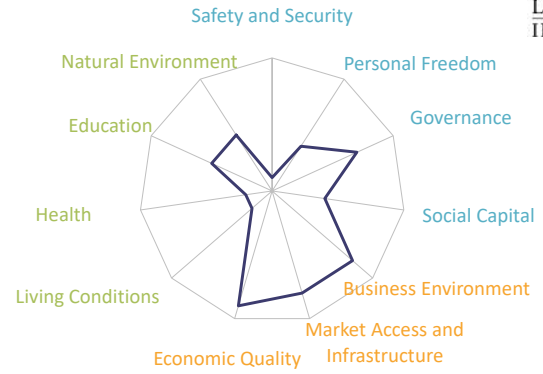 Safety and Security
Natural Environment
Personal Freedom
Education
Governance
Health
Social Capital
Living Conditions
Business Environment
Market Access and
Infrastructure
Economic Quality